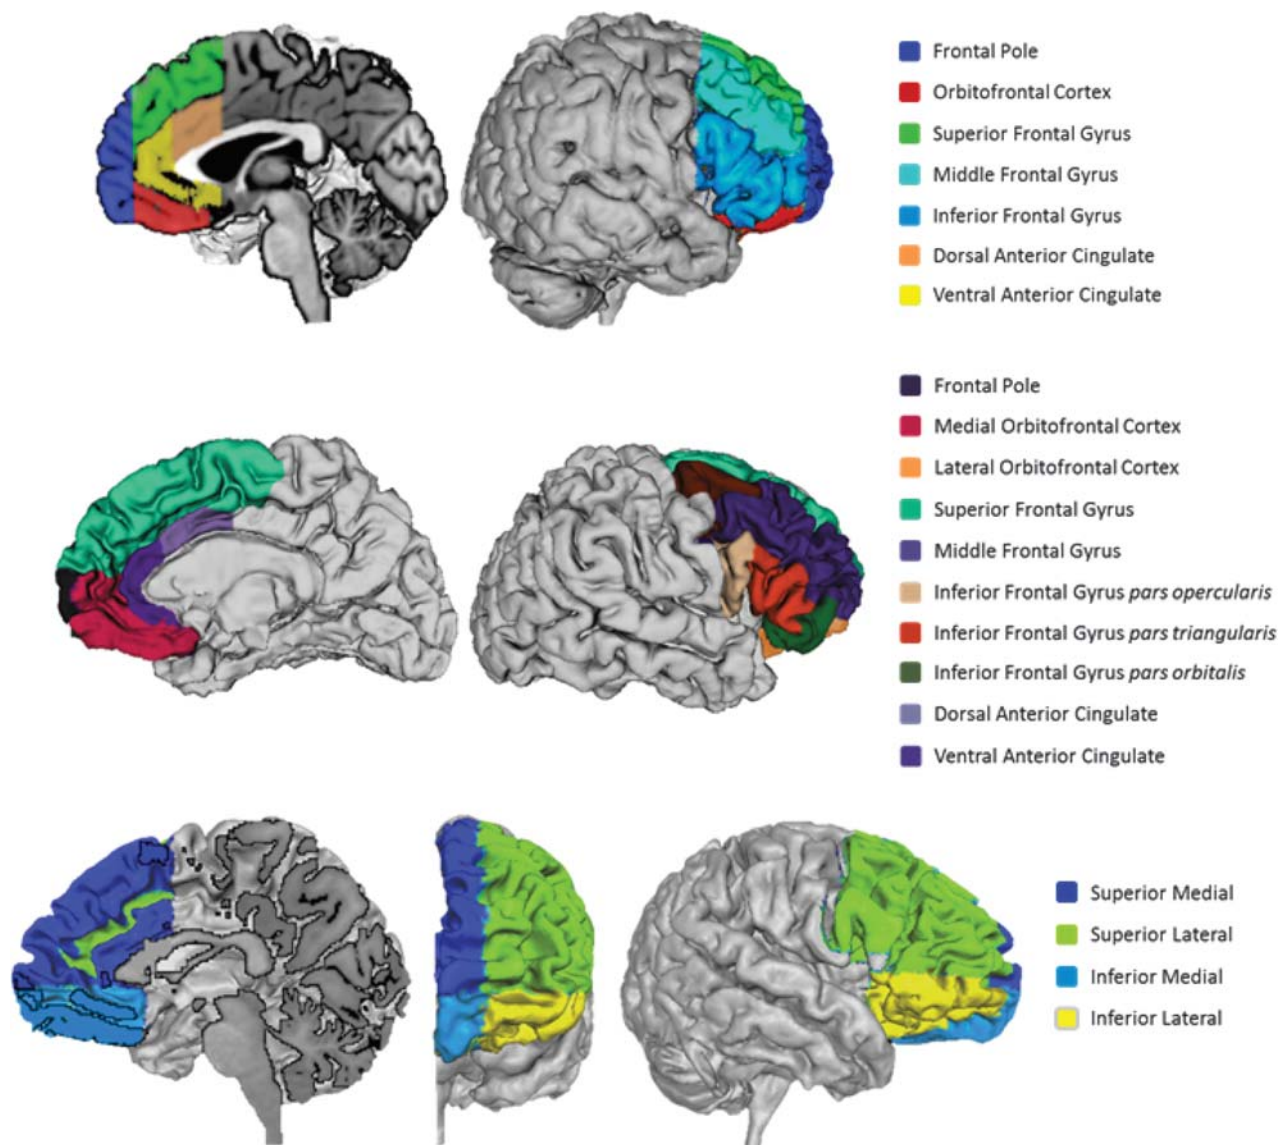 Frontal Pole
Orbitofrontal Cortex
Superior Frontal Gyrus
Middle Frontal Gyrus
Inferior Frontal Gyrus
Dorsal Anterior Cingulate
Ventral Anterior Cingulate
Frontal Pole
Medial Orbitofrontal Cortex
Lateral Orbitofrontal Cortex
Superior Frontal Gyrus
Middle Frontal Gyrus
Inferior Frontal Gyrus pars opercularis
Inferior Frontal Gyrus pars triangularis
Inferior Frontal Gyrus pars orbitalis
Dorsal Anterior Cingulate
Ventral Anterior Cingulate
Superior Medial
Superior Lateral
Inferior Medial
Inferior Lateral